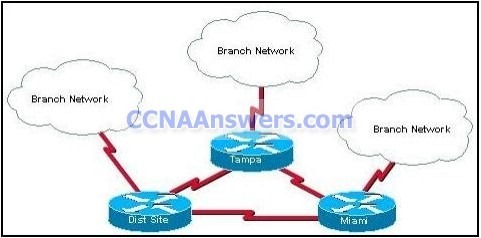 Branch Network
Branch Network
Branch Network
CCNAAnswers.com
Tampa
Dist Site
Miami